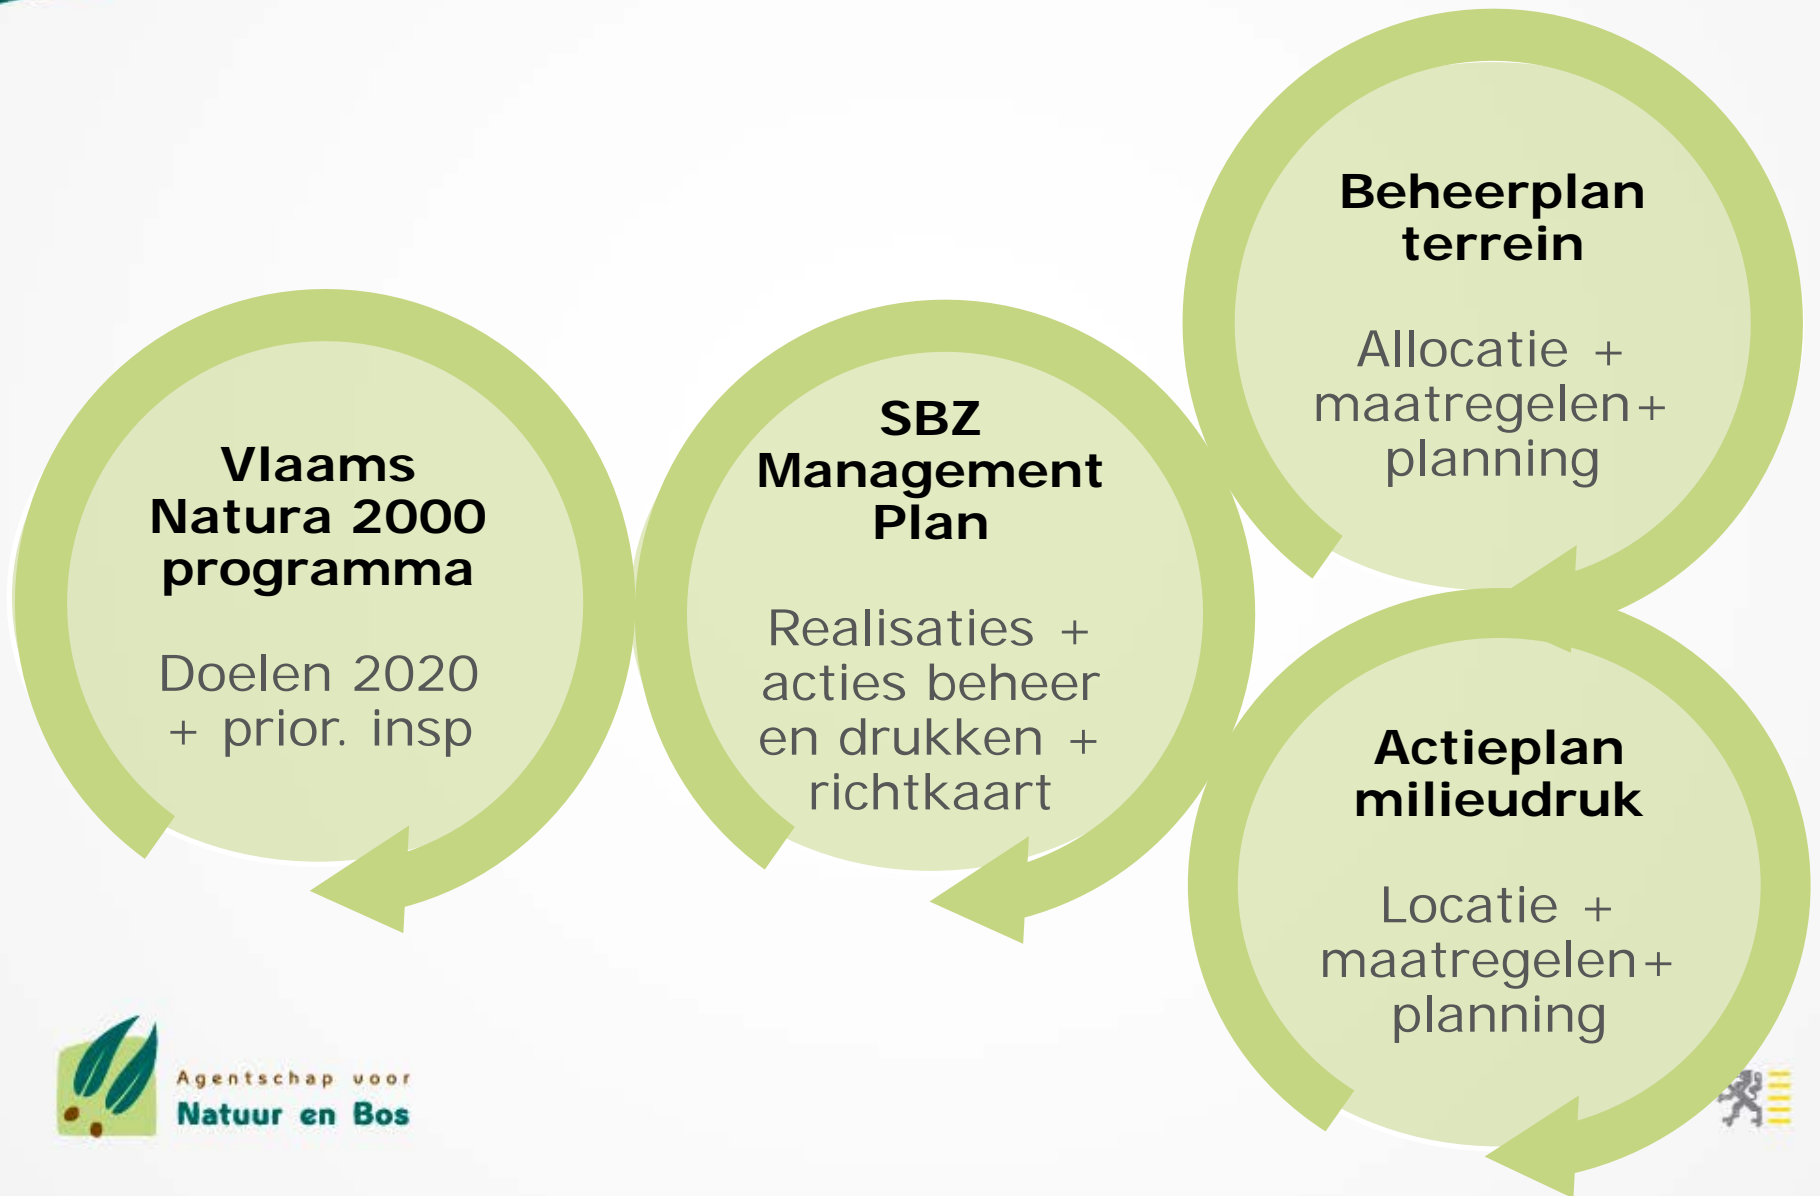 Vlaams
Natura 2000
programma
Doelen 2020
+ prior. insp
SBZ
Management
Plan
Realisaties +
acties beheer
en drukken +
richtkaart
Beheerplan
terrein
Allocatie +
maatregelen+
planning
Actieplan
milieudruk
Locatie +
maatregelen+
planning
Agentschap voor
Natuur en Bos